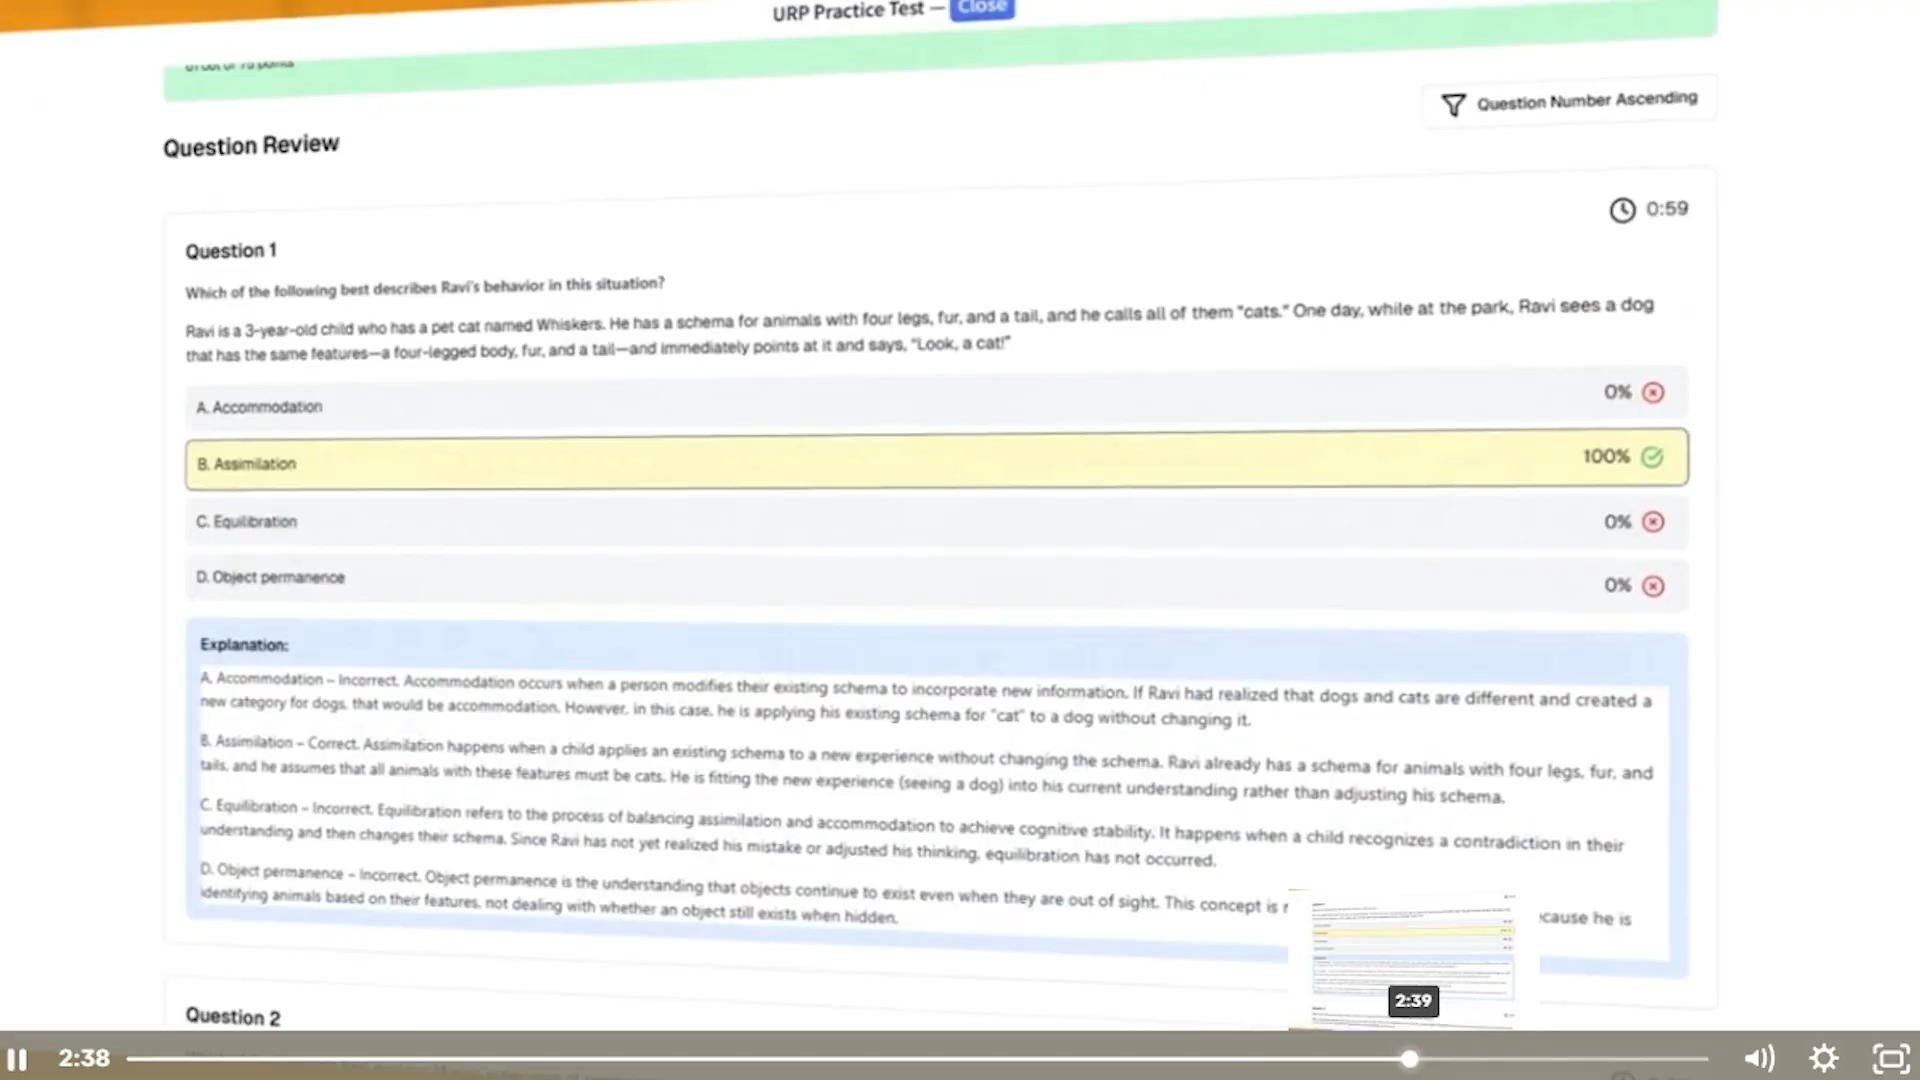 URP Practice Test — Close
out of 75 points
Question Number Ascending
Question Review
0:59
Question 1
Which of the following best describes Ravi's behavior in this situation?
Ravi is a 3-year-old child who has a pet cat named Whiskers. He has a schema for animals with four legs, fur, and a tail, and he calls all of them "cats." One day, while at the park, Ravi sees a dog
that has the same features—a four-legged body, fur, and a tail—and immediately points at it and says, "Look, a cat!"
A. Accommodation 0%
B. Assimilation 100%
C. Equilibration 0%
D. Object permanence 0%
Explanation:
A. Accommodation – Incorrect. Accommodation occurs when a person modifies their existing schema to incorporate new information. If Ravi had realized that dogs and cats are different and created a
new category for dogs, that would be accommodation. However, in this case, he is applying his existing schema for "cat" to a dog without changing it.
B. Assimilation – Correct. Assimilation happens when a child applies an existing schema to a new experience without changing the schema. Ravi already has a schema for animals with four legs, fur, and
tails, and he assumes that all animals with these features must be cats. He is fitting the new experience (seeing a dog) into his current understanding rather than adjusting his schema.
C. Equilibration – Incorrect. Equilibration refers to the process of balancing assimilation and accommodation to achieve cognitive stability. It happens when a child recognizes a contradiction in their
understanding and then changes their schema. Since Ravi has not yet realized his mistake or adjusted his thinking, equilibration has not occurred.
D. Object permanence – Incorrect. Object permanence is the understanding that objects continue to exist even when they are out of sight. This concept is cause he is
identifying animals based on their features, not dealing with whether an object still exists when hidden.
2:39
Question 2
2:38